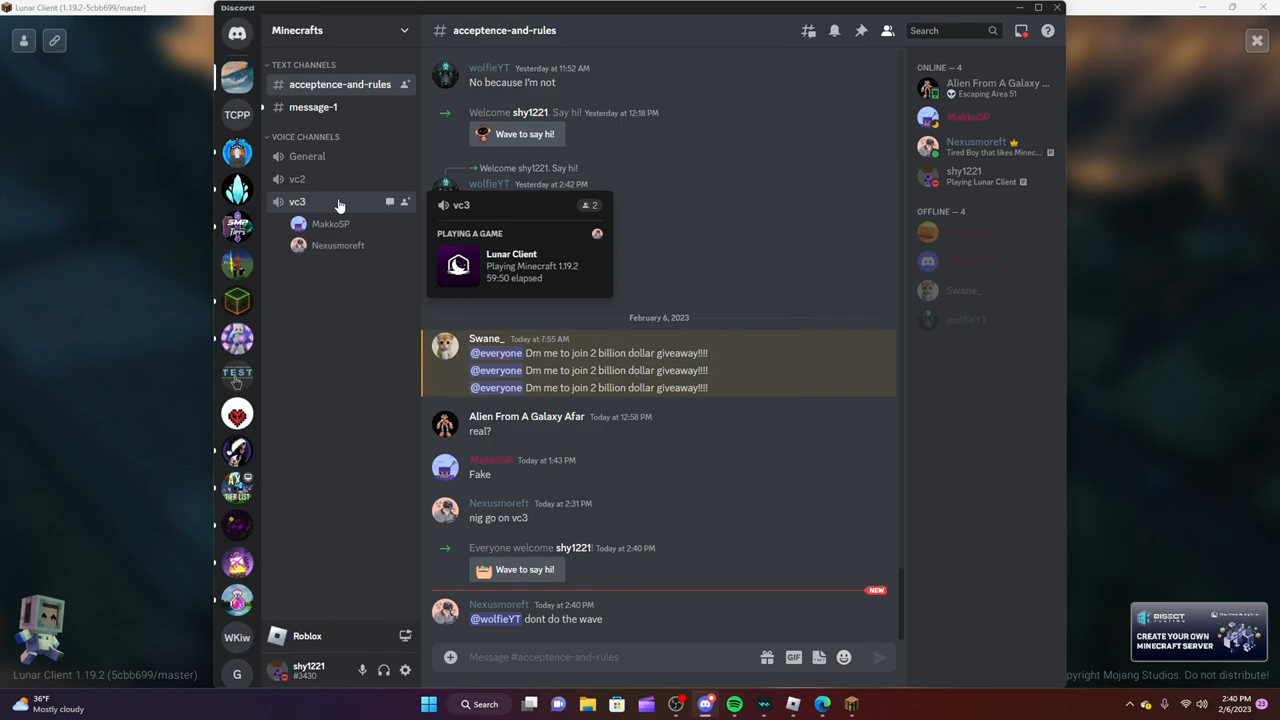 Lunar Client (1.19.2-5cbb699/master)
Discord
Minecrafts
acceptence-and-rules
Search
TEXT CHANNELS
acceptence-and-rules
message-1
VOICE CHANNELS
General
vc2
vc3
MakkoSP
Nexusmoreft
TCPP
SMP
TIERS
TEST
TIER LIST
WKiw
G
Roblox
shy1221
#3430
wolfieYT Yesterday at 11:52 AM
No because I'm not
Welcome shy1221. Say hi! Yesterday at 12:18 PM
Wave to say hi!
Welcome shy1221. Say hi!
wolfieYT Yesterday at 2:42 PM
vc3
2
PLAYING A GAME
Lunar Client
Playing Minecraft 1.19.2
59:50 elapsed
February 6, 2023
Swane_ Today at 7:55 AM
@everyone Dm me to join 2 billion dollar giveaway!!!!
@everyone Dm me to join 2 billion dollar giveaway!!!!
@everyone Dm me to join 2 billion dollar giveaway!!!!
Alien From A Galaxy Afar Today at 12:58 PM
real?
MakkoSP Today at 1:43 PM
Fake
Nexusmoreft Today at 2:31 PM
nig go on vc3
Everyone welcome shy1221! Today at 2:40 PM
Wave to say hi!
NEW
Nexusmoreft Today at 2:40 PM
@wolfieYT dont do the wave
Message #acceptence-and-rules
GIF
ONLINE — 4
Alien From A Galaxy ...
Escaping Area 51
MakkoSP
Nexusmoreft
Tired Boy that likes Minec...
shy1221
Playing Lunar Client
OFFLINE — 4
Swane_
wolfieYT
BISECT
HOSTING
CREATE YOUR OWN
MINECRAFT SERVER
Lunar Client 1.19.2 (5cbb699/master)
opyright Mojang Studios. Do not distribute!
36°F
Mostly cloudy
Search
2:40 PM
2/6/2023
23